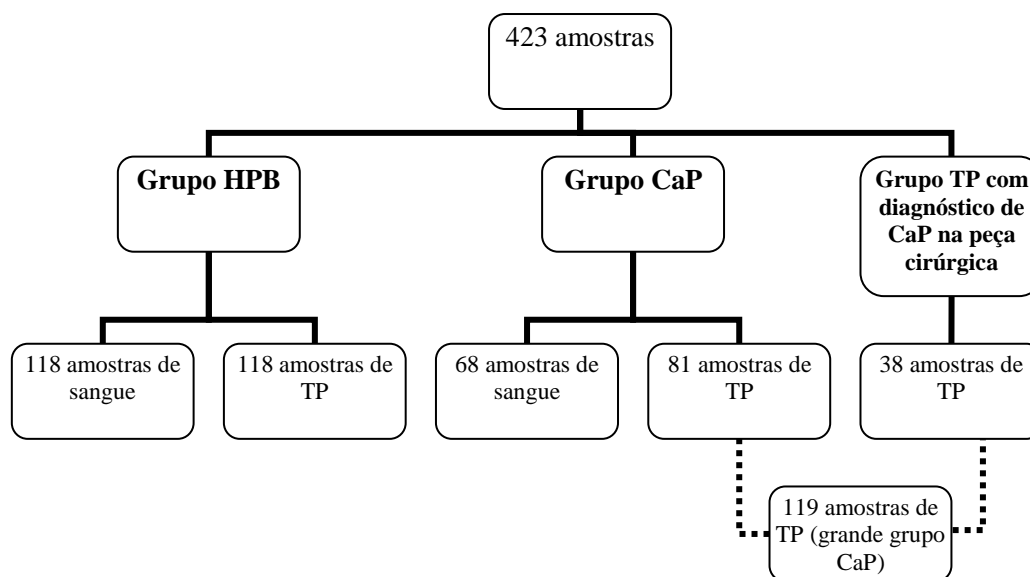 423 amostras
Grupo HPB
Grupo CaP
Grupo TP com
diagnóstico de
CaP na peça
cirúrgica
118 amostras de
sangue
118 amostras de
TP
68 amostras de
sangue
81 amostras de
TP
38 amostras de
TP
119 amostras de
TP (grande grupo
CaP)